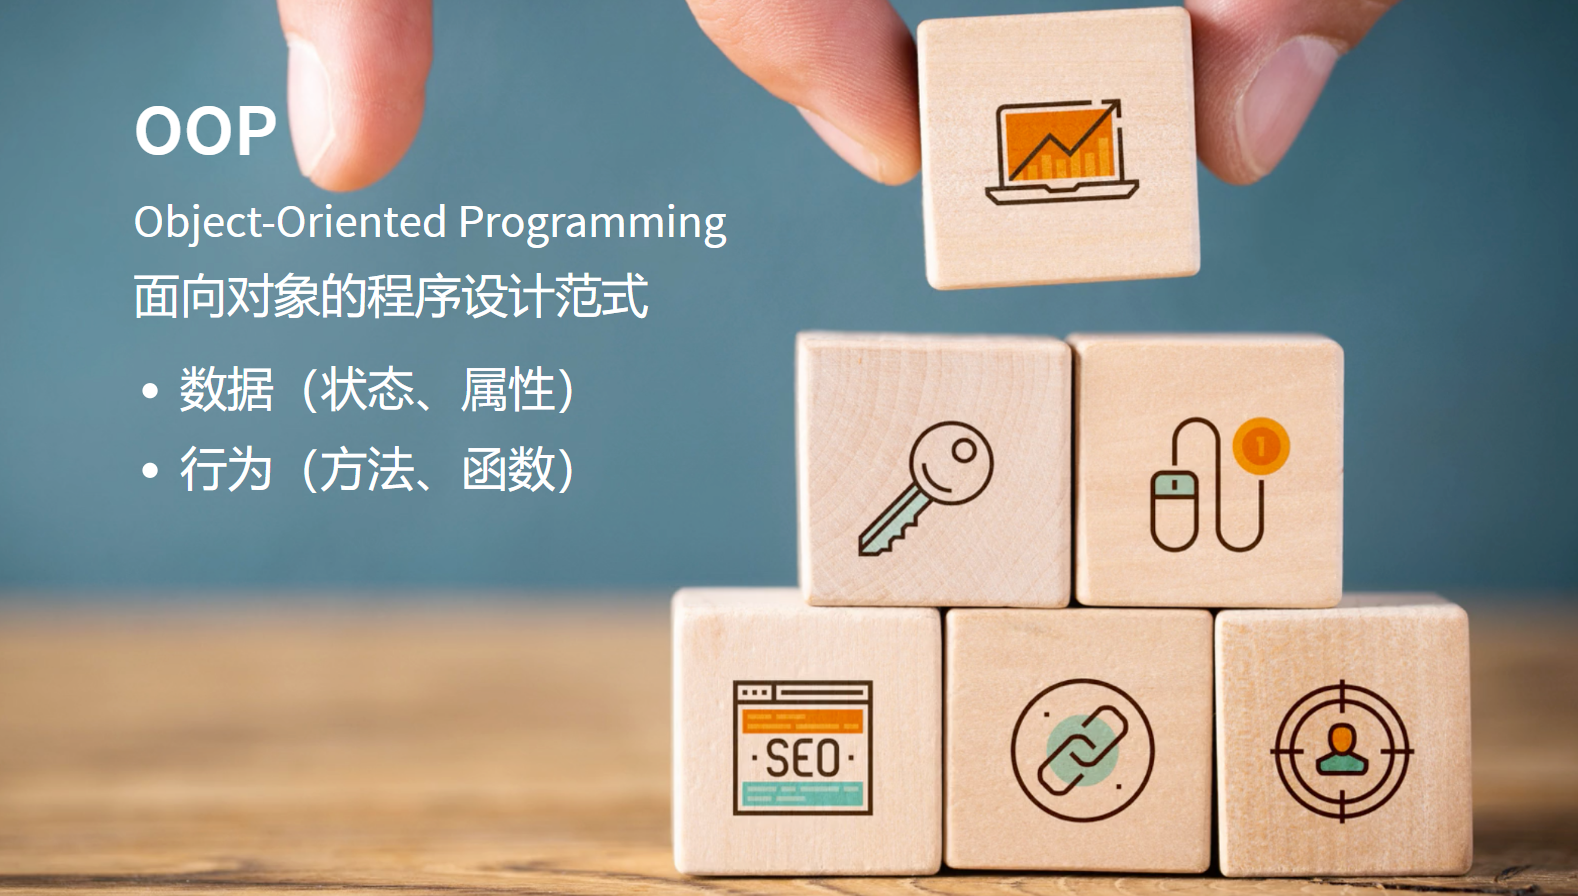 OOP
Object-Oriented Programming
面向对象的程序设计范式
• 数据（状态、属性）
• 行为（方法、函数）
1
SEO